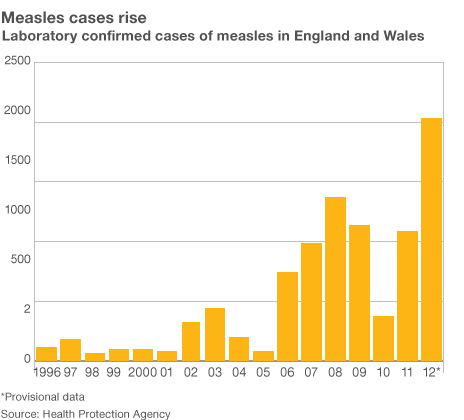 Measles cases rise
Laboratory confirmed cases of measles in England and Wales
2500
2000
1500
1000
500
2
0
1996 97 98 99 2000 01 02 03 04 05 06 07 08 09 10 11 12*
*Provisional data
Source: Health Protection Agency